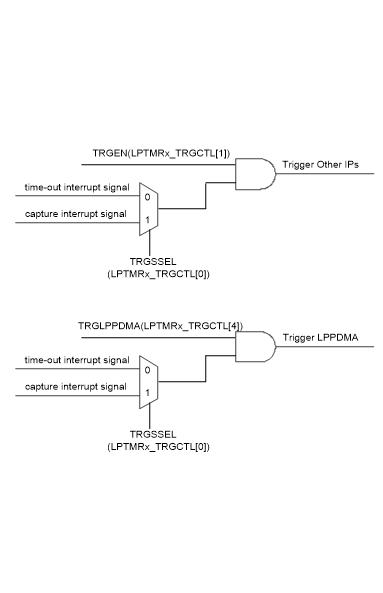 TRGEN(LPTMRx_TRGCTL[1])
Trigger Other IPs
time-out interrupt signal
0
capture interrupt signal
1
TRGSSEL
(LPTMRx_TRGCTL[0])
TRGLPPDMA(LPTMRx_TRGCTL[4])
Trigger LPPDMA
time-out interrupt signal
0
capture interrupt signal
1
TRGSSEL
(LPTMRx_TRGCTL[0])